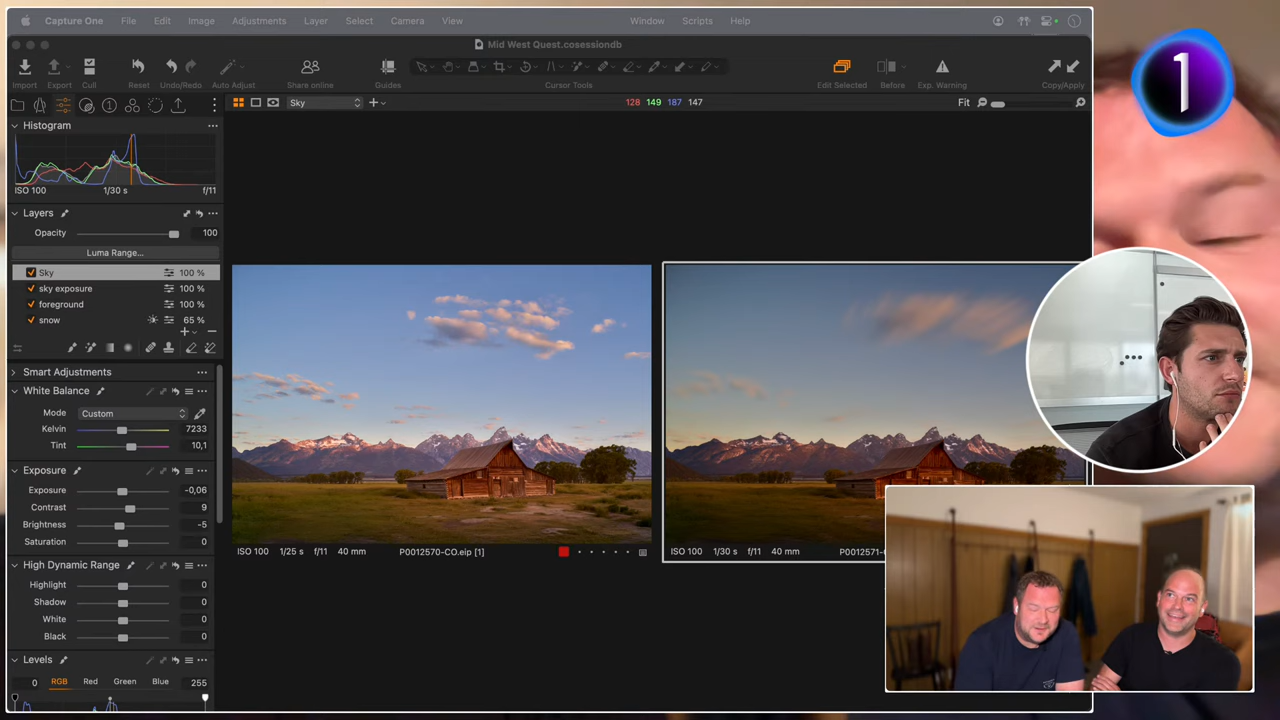 Capture One File Edit Image Adjustments Layer Select Camera View Window Scripts Help
Mid West Quest.cosessiondb
Import Export Cull Reset Undo/Redo Auto Adjust Share online Guides Cursor Tools Edit Selected Before Exp. Warning Copy/Apply
Sky
128 149 187 147
Fit
Histogram
ISO 100 1/30 s f/11
Layers
Opacity 100
Luma Range...
Sky 100 %
sky exposure 100 %
foreground 100 %
snow 65 %
Smart Adjustments
White Balance
Mode Custom
Kelvin 7233
Tint 10,1
Exposure
Exposure -0,06
Contrast 9
Brightness -5
Saturation 0
High Dynamic Range
Highlight 0
Shadow 0
White 0
Black 0
Levels
0 RGB Red Green Blue 255
ISO 100 1/25 s f/11 40 mm P0012570-CO.eip [1]
ISO 100 1/30 s f/11 40 mm P0012571-
1